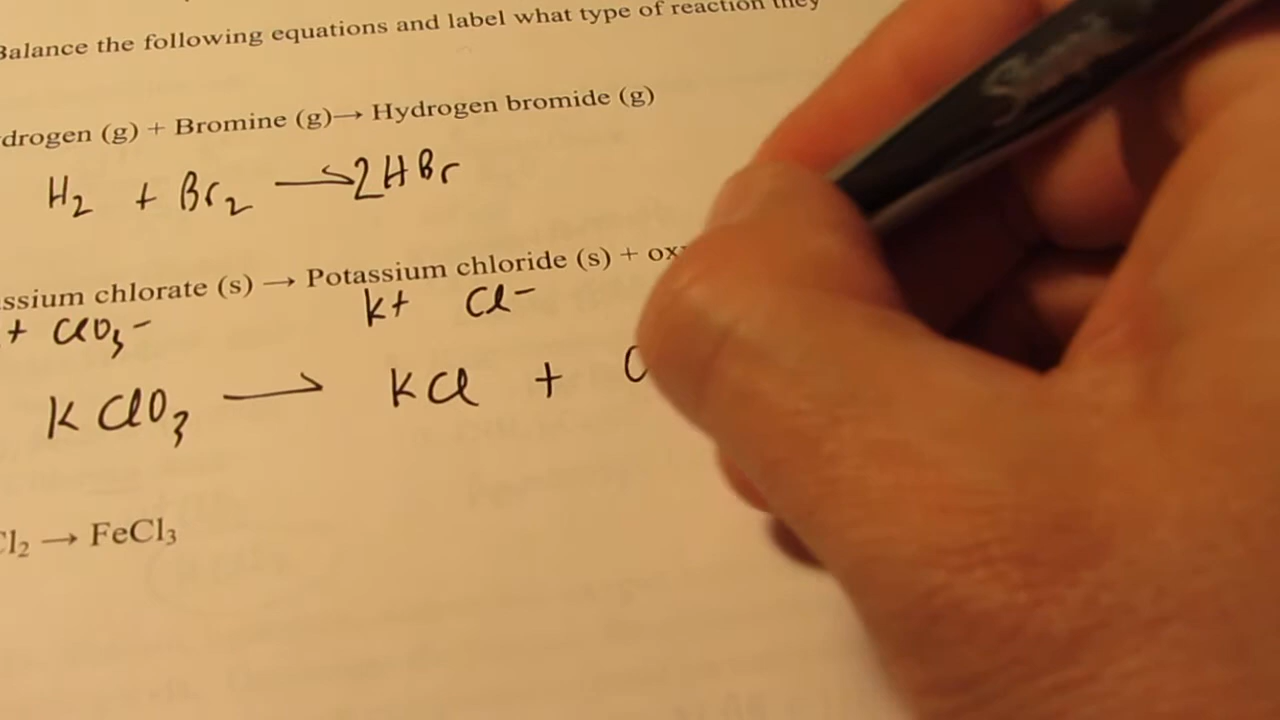 Balance the following equations and label what type of reaction they
drogen (g) + Bromine (g)→ Hydrogen bromide (g)
H2 + Br2 → 2HBr
ssium chlorate (s) → Potassium chloride (s) + ox
+ ClO3- K+ Cl-
KClO3 → KCl + O
Cl₂ → FeCl₃